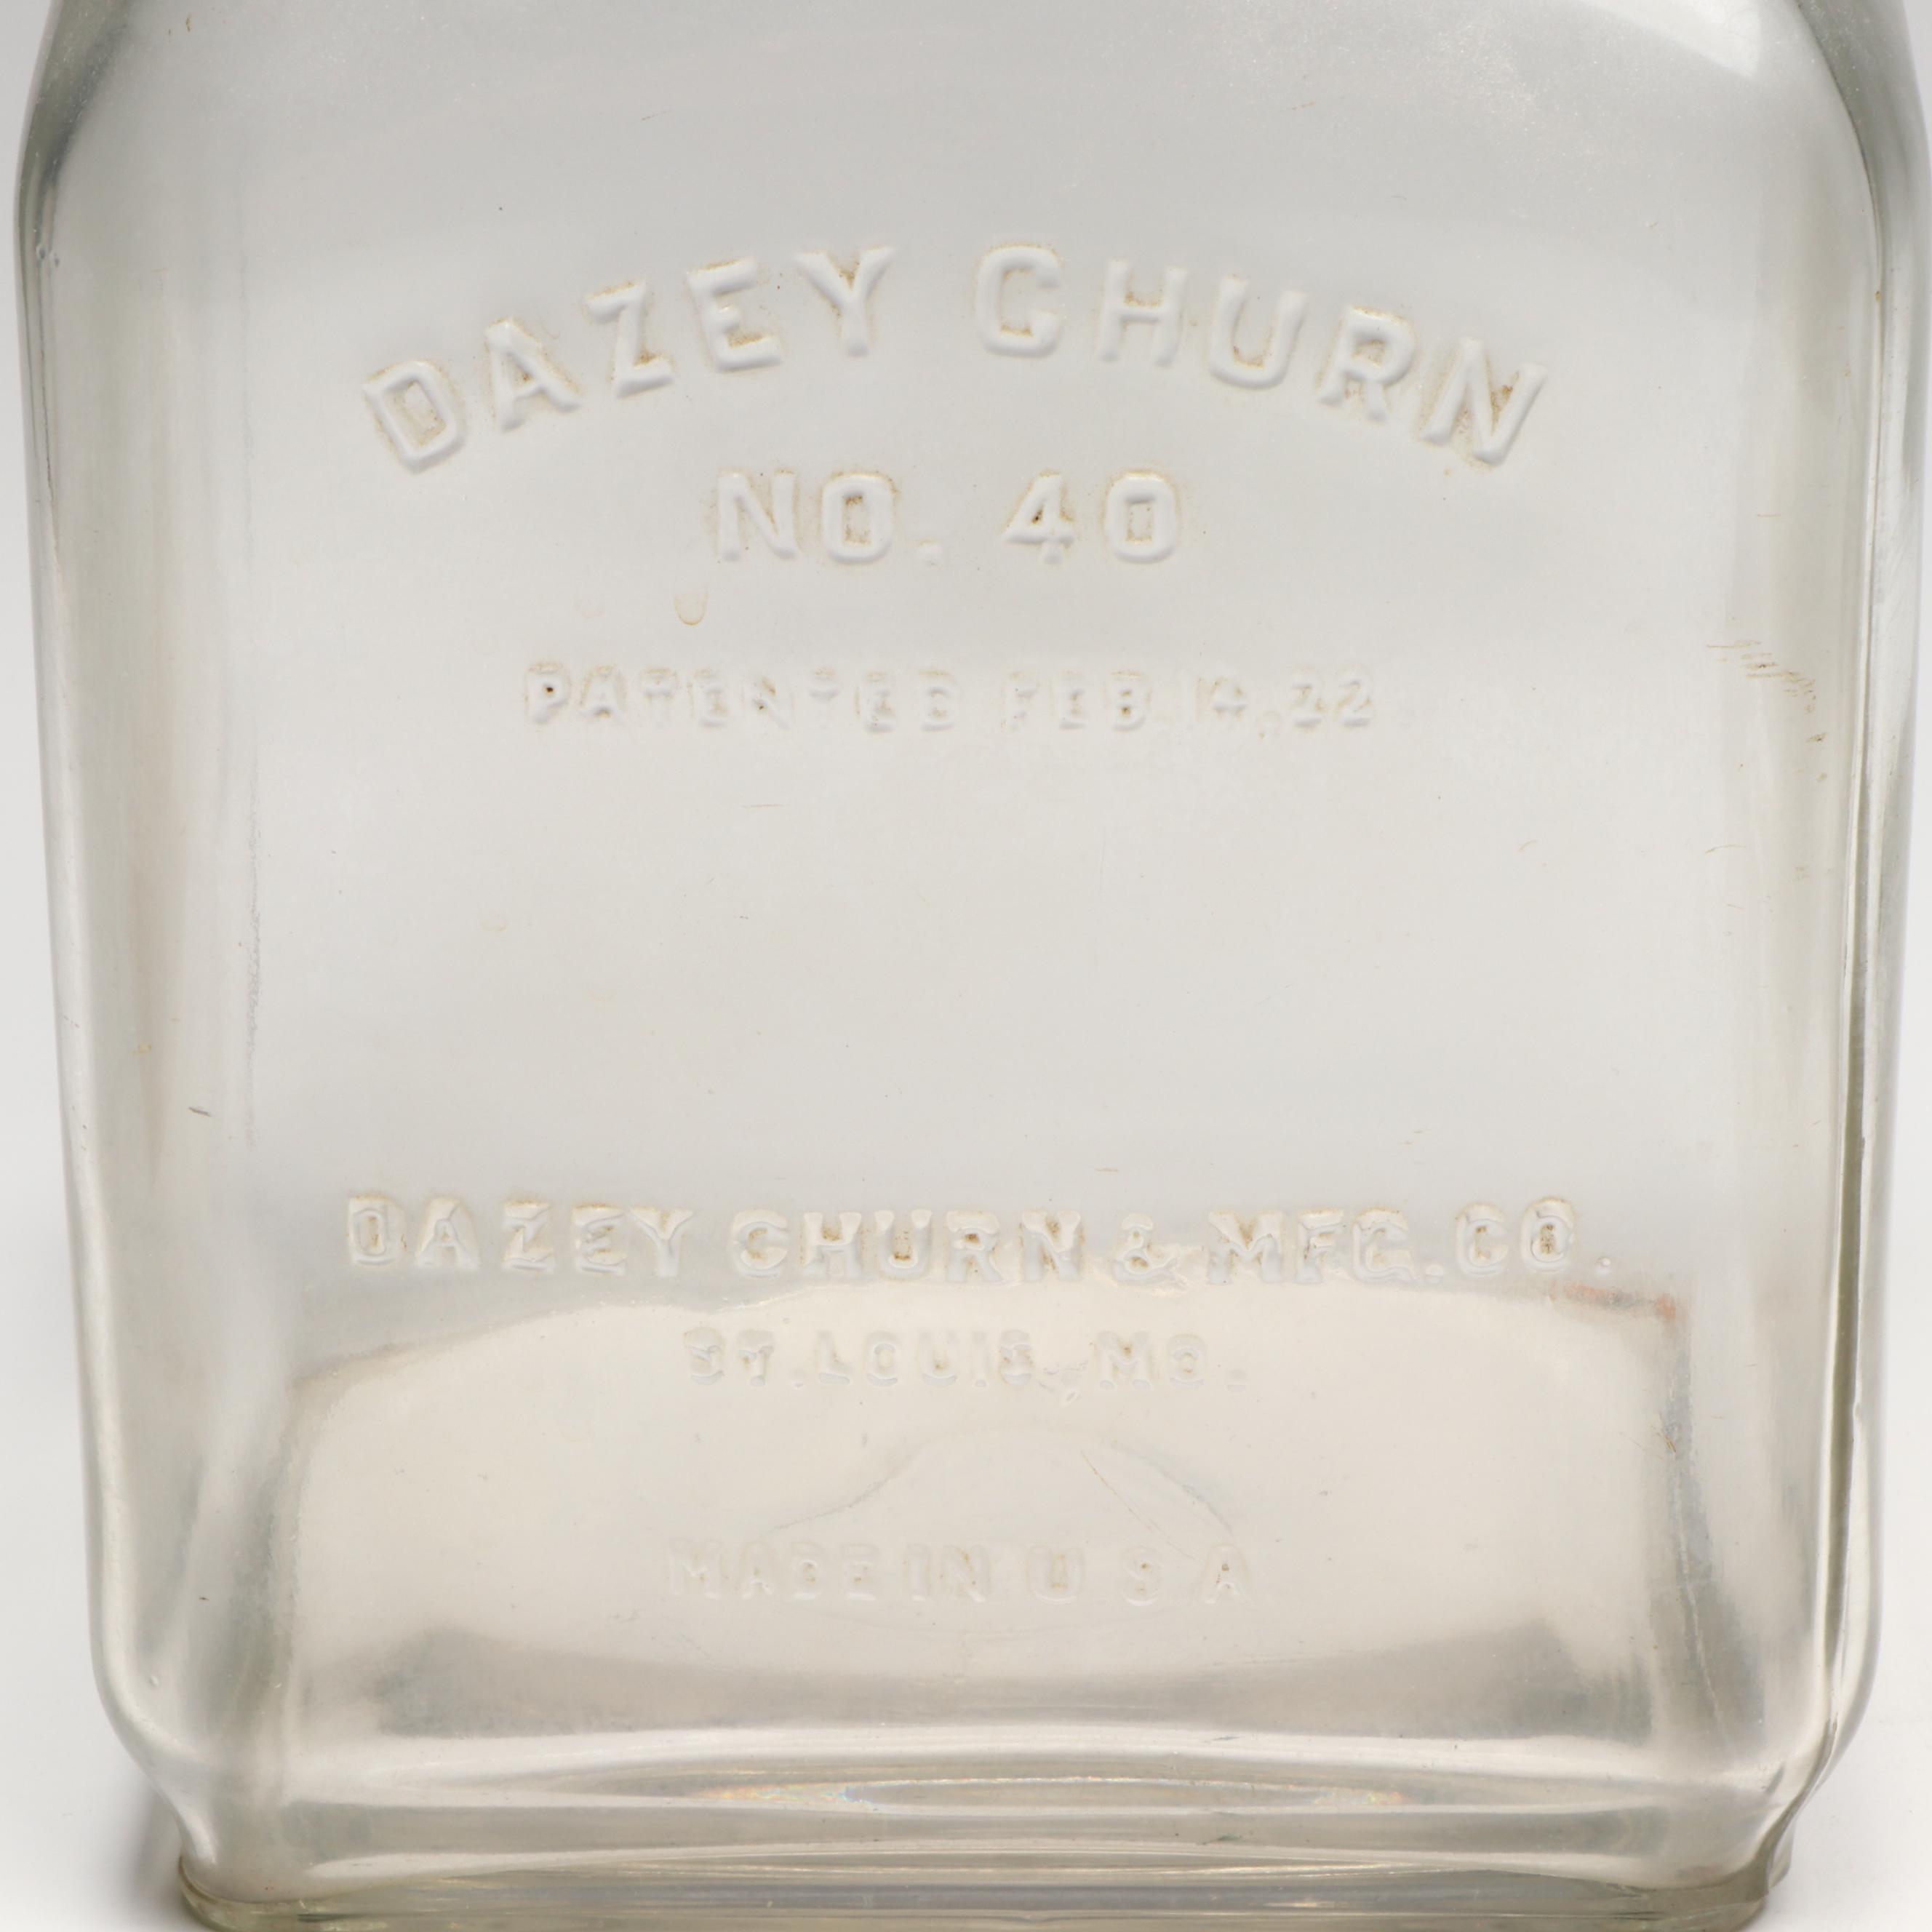 DAZEY CHURN
NO. 40
PATENTED FEB. 14, 22
DAZEY CHURN & MFG. CO.
ST. LOUIS, MO.
MADE IN U S A